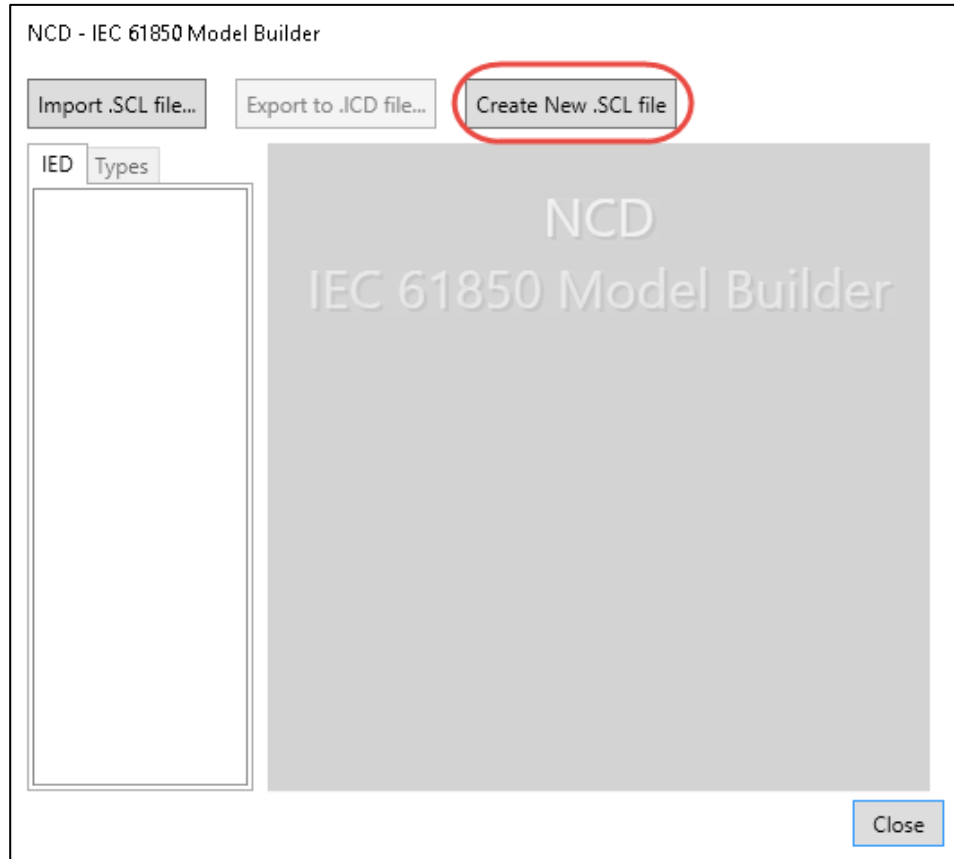 NCD - IEC 61850 Model Builder
Import .SCL file... Export to .ICD file... Create New .SCL file
IED Types
NCD
IEC 61850 Model Builder
Close